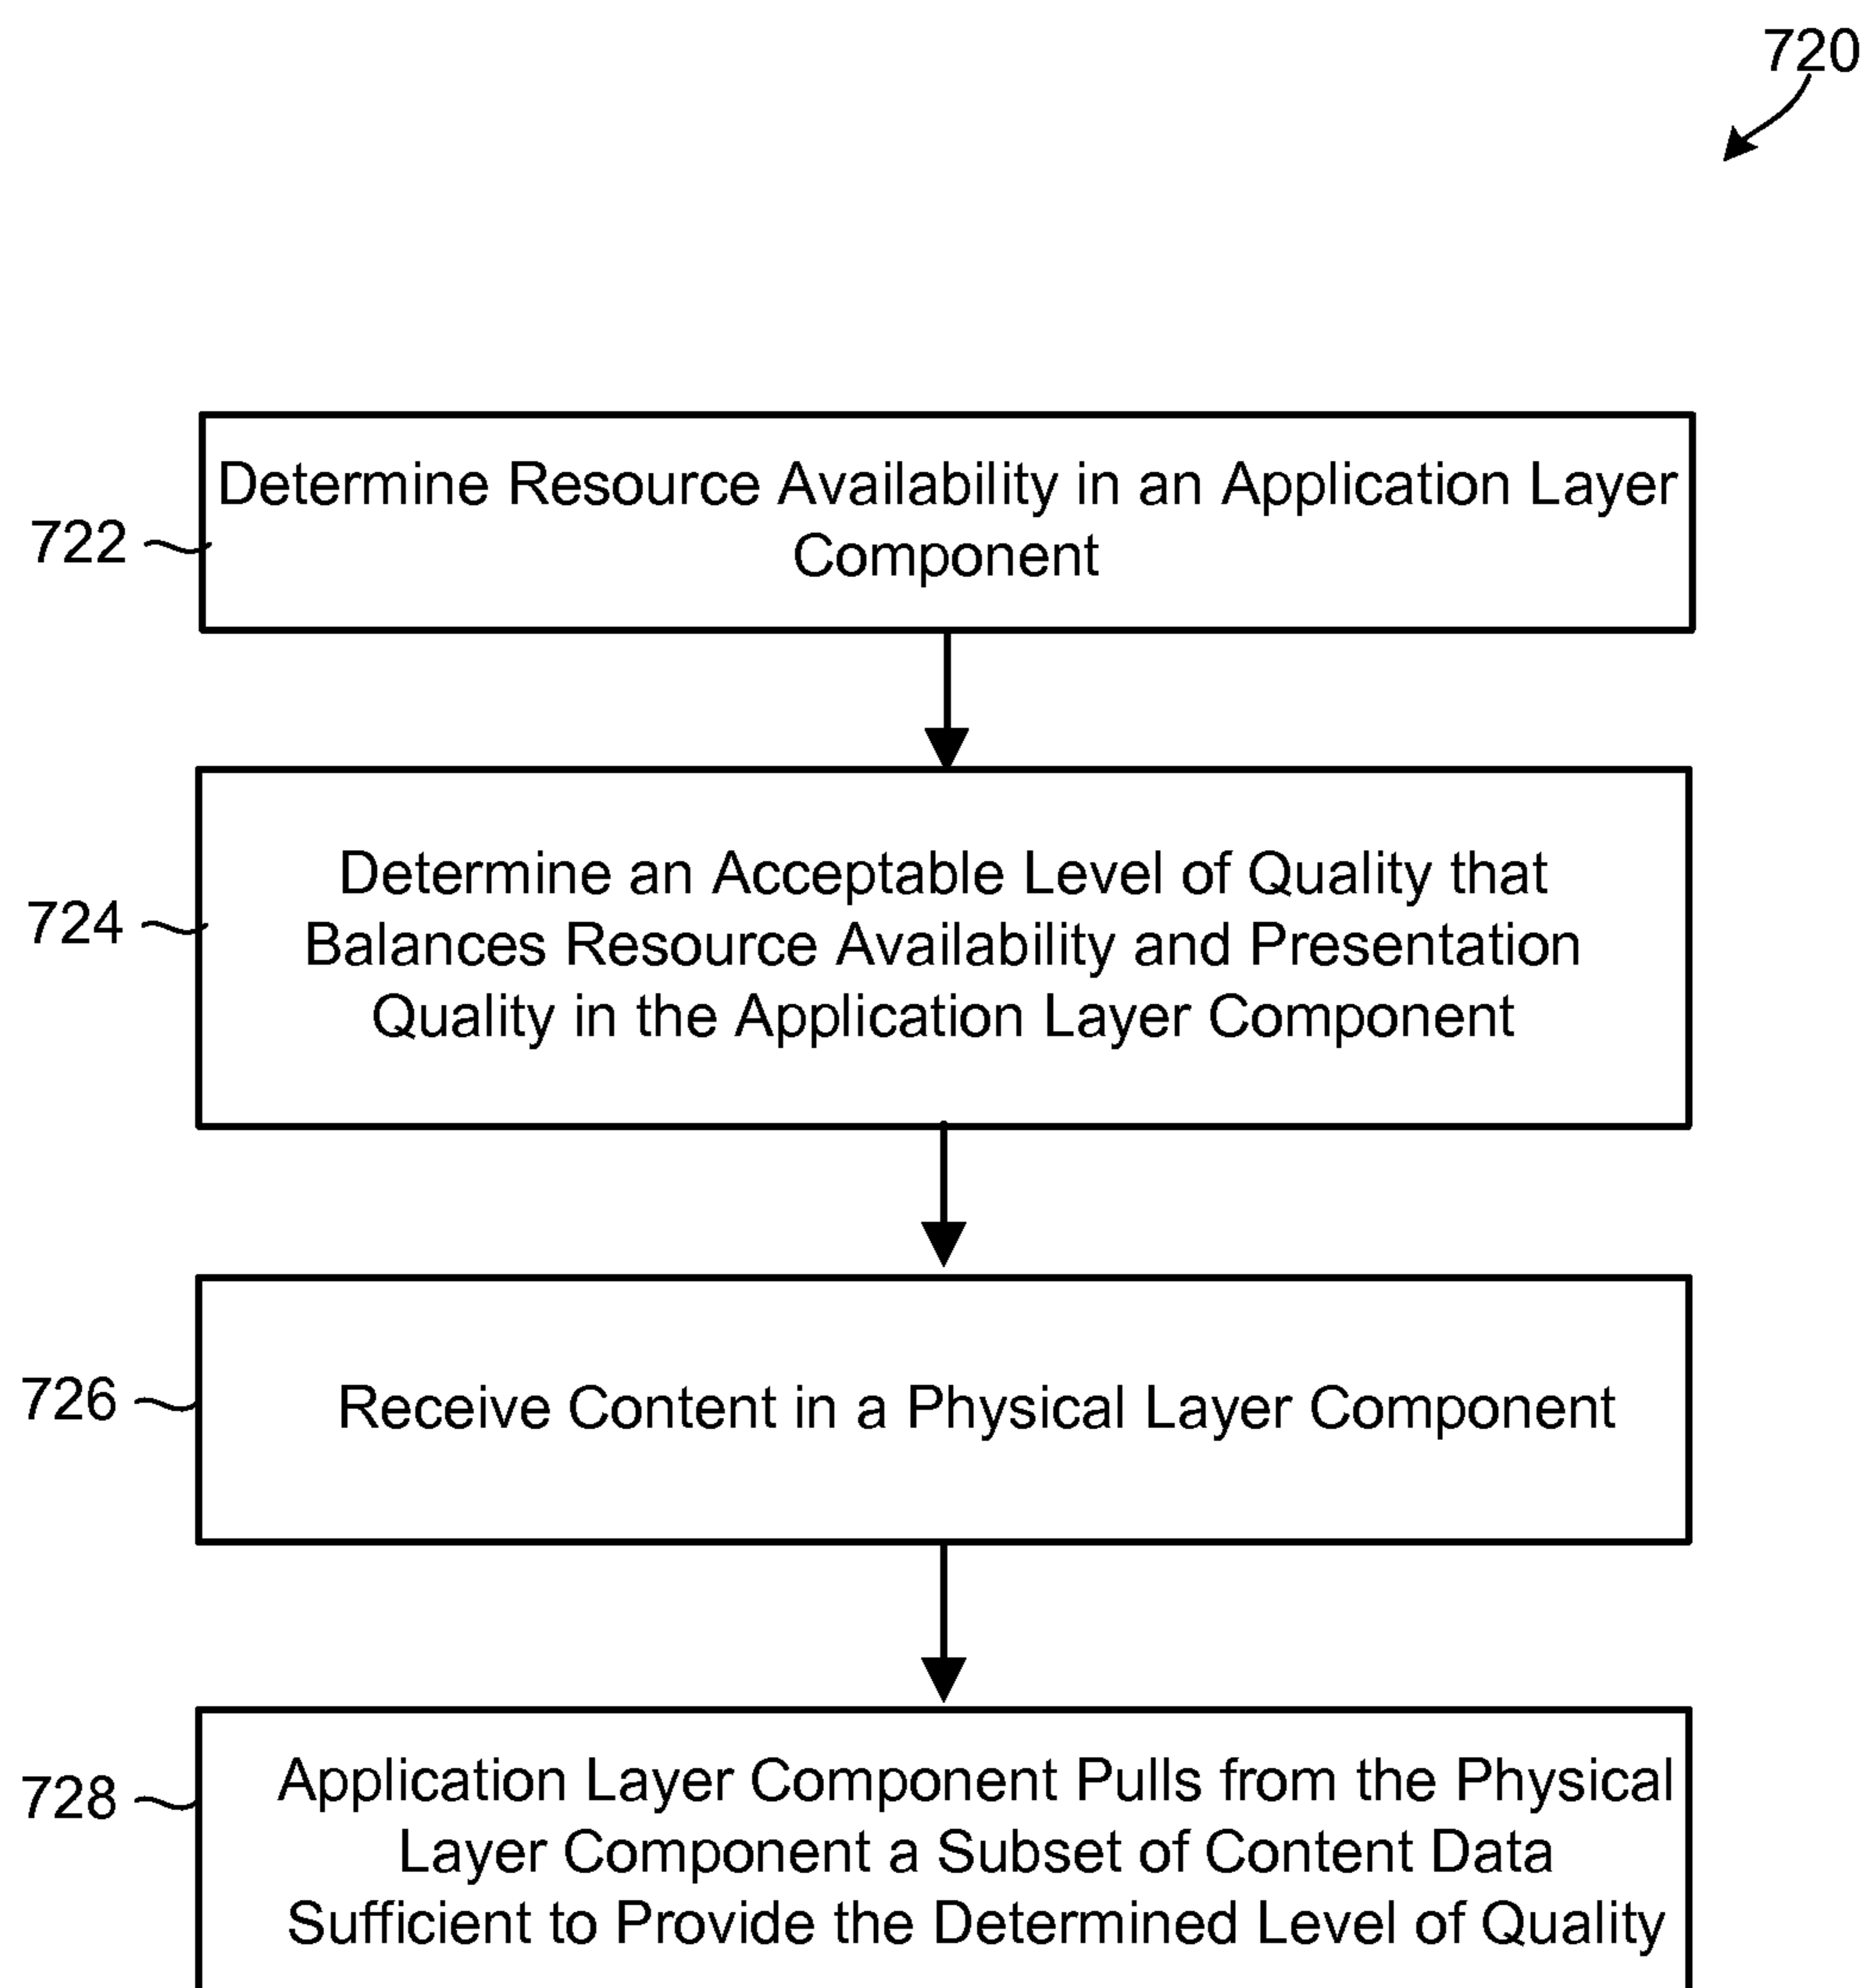 720
722
Determine Resource Availability in an Application Layer
Component
724
Determine an Acceptable Level of Quality that
Balances Resource Availability and Presentation
Quality in the Application Layer Component
726
Receive Content in a Physical Layer Component
728
Application Layer Component Pulls from the Physical
Layer Component a Subset of Content Data
Sufficient to Provide the Determined Level of Quality